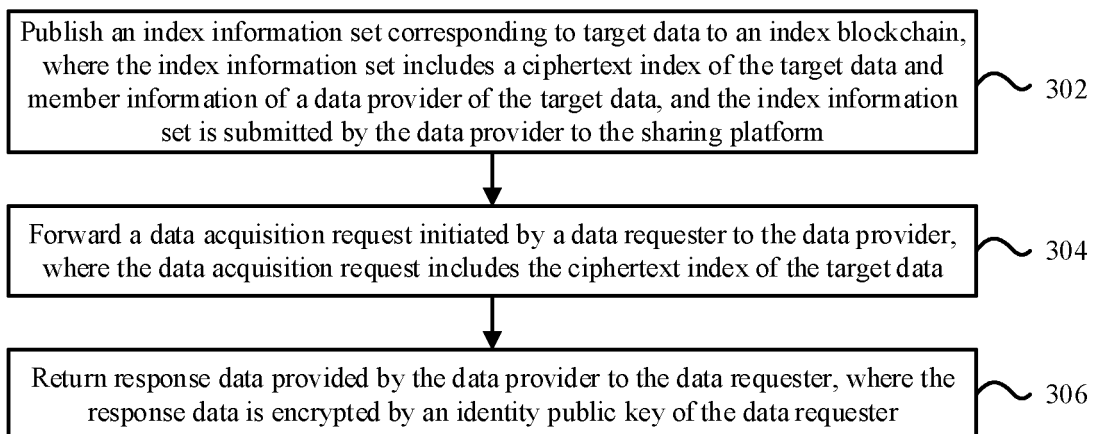 Publish an index information set corresponding to target data to an index blockchain,
where the index information set includes a ciphertext index of the target data and
member information of a data provider of the target data, and the index information
set is submitted by the data provider to the sharing platform
302
Forward a data acquisition request initiated by a data requester to the data provider,
where the data acquisition request includes the ciphertext index of the target data
304
Return response data provided by the data provider to the data requester, where the
response data is encrypted by an identity public key of the data requester
306